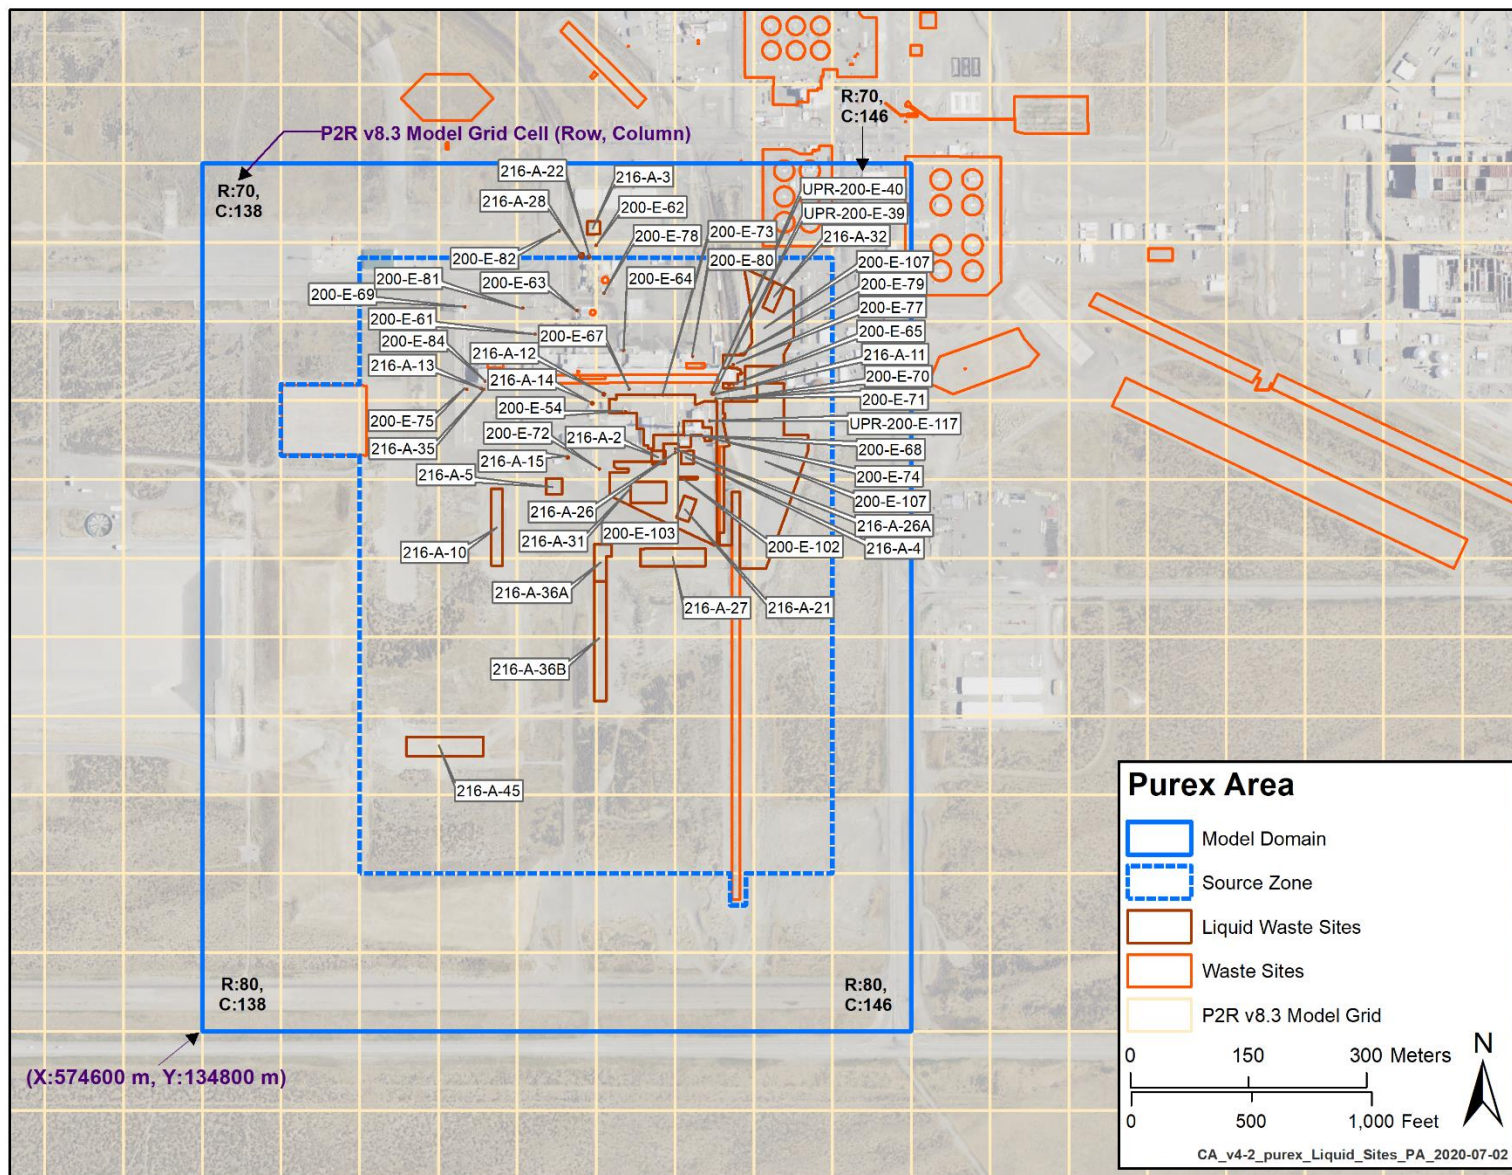 R:70,
C:146
P2R v8.3 Model Grid Cell (Row, Column)
R:70,
C:138
216-A-22
216-A-3
216-A-28
200-E-62
UPR-200-E-40
UPR-200-E-39
200-E-73
216-A-32
200-E-78
200-E-82
200-E-80
200-E-107
200-E-81
200-E-63
200-E-64
200-E-79
200-E-69
200-E-77
200-E-61
200-E-67
200-E-65
200-E-84
216-A-12
216-A-11
216-A-13
200-E-70
216-A-14
200-E-71
200-E-75
200-E-54
UPR-200-E-117
216-A-35
200-E-72
216-A-2
200-E-68
216-A-15
216-A-5
200-E-74
200-E-107
216-A-26
216-A-26A
216-A-31
200-E-103
200-E-102
216-A-4
216-A-10
216-A-36A
216-A-27
216-A-21
216-A-36B
216-A-45
R:80,
C:138
R:80,
C:146
(X:574600 m, Y:134800 m)
Purex Area
Model Domain
Source Zone
Liquid Waste Sites
Waste Sites
P2R v8.3 Model Grid
0 150 300 Meters
0 500 1,000 Feet
N
CA_v4-2_purex_Liquid_Sites_PA_2020-07-02